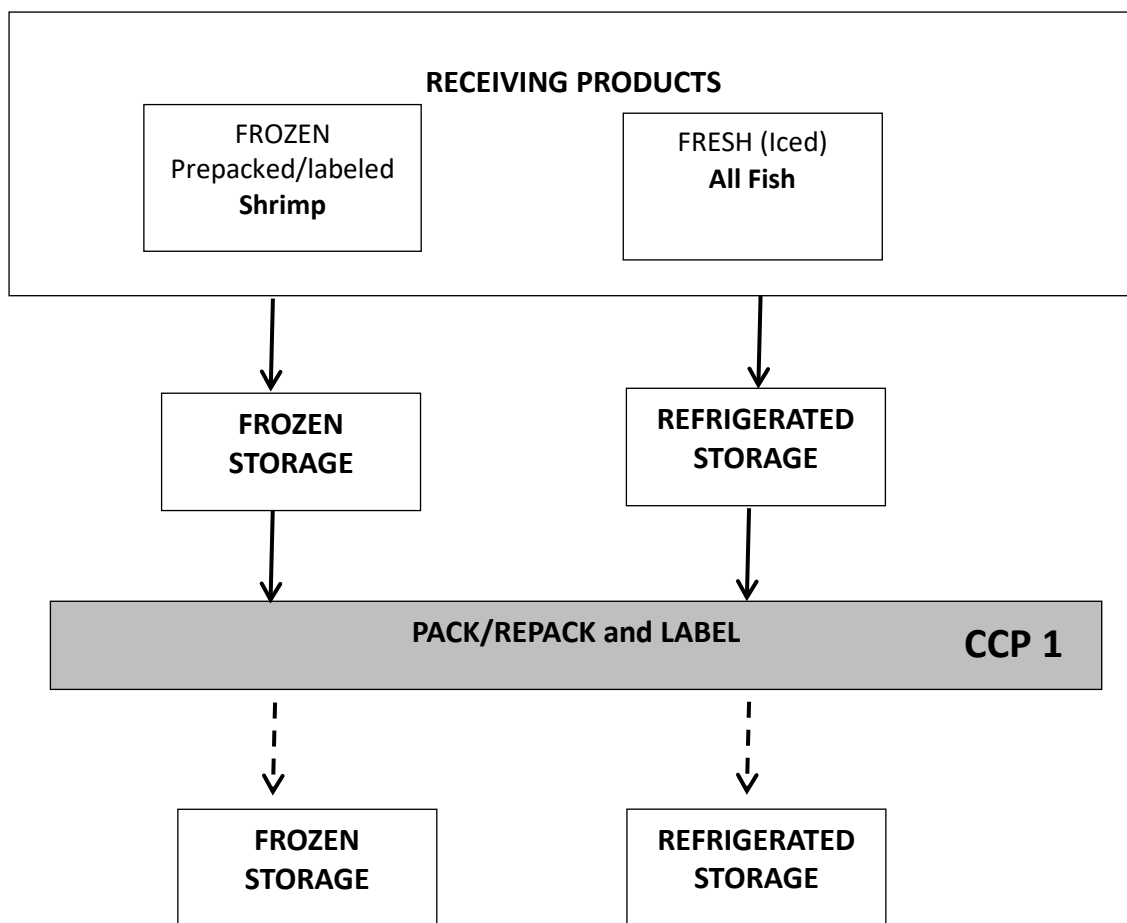 RECEIVING PRODUCTS
FROZEN
Prepacked/labeled
Shrimp
FRESH (Iced)
All Fish
FROZEN
STORAGE
REFRIGERATED
STORAGE
PACK/REPACK and LABEL
CCP 1
FROZEN
STORAGE
REFRIGERATED
STORAGE